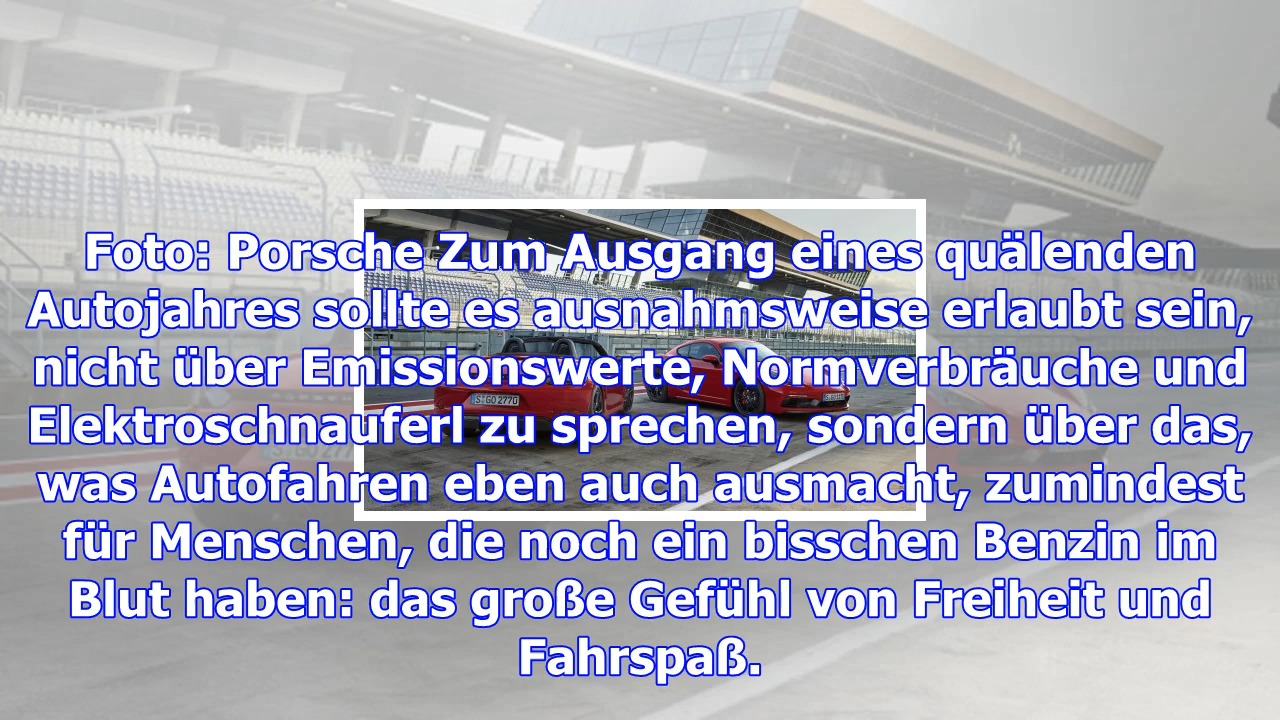 Foto: Porsche Zum Ausgang eines quälenden
Autojahres sollte es ausnahmsweise erlaubt sein,
nicht über Emissionswerte, Normverbräuche und
Elektroschnauferl zu sprechen, sondern über das,
was Autofahren eben auch ausmacht, zumindest
für Menschen, die noch ein bisschen Benzin im
Blut haben: das große Gefühl von Freiheit und
Fahrspaß.
S-GO 2770